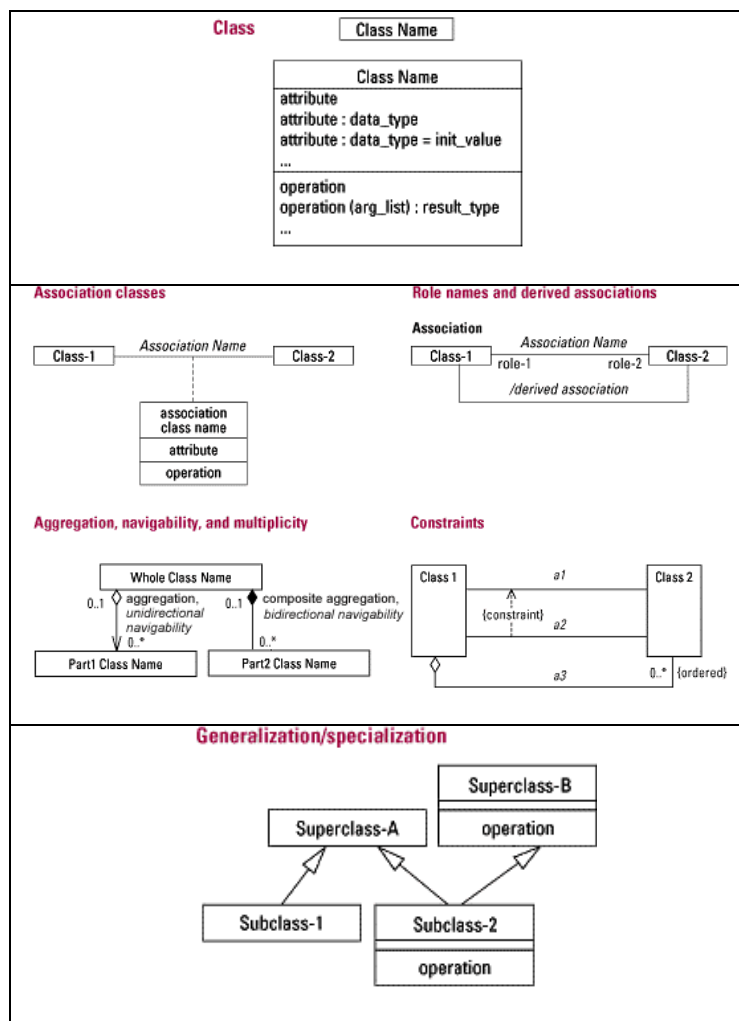 Class
Class Name
Class Name
attribute
attribute : data_type
attribute : data_type = init_value
...
operation
operation (arg_list) : result_type
...
Association classes
Class-1
Association Name
Class-2
association
class name
attribute
operation
Role names and derived associations
Association
Association Name
Class-1
Class-2
role-1
role-2
/derived association
Aggregation, navigability, and multiplicity
Whole Class Name
0..1
aggregation,
unidirectional
navigability
0..*
0..1
composite aggregation,
bidirectional navigability
0..*
Part1 Class Name
Part2 Class Name
Constraints
Class 1
a1
Class 2
{constraint}
a2
a3
0..*
{ordered}
Generalization/specialization
Superclass-B
operation
Superclass-A
Subclass-1
Subclass-2
operation